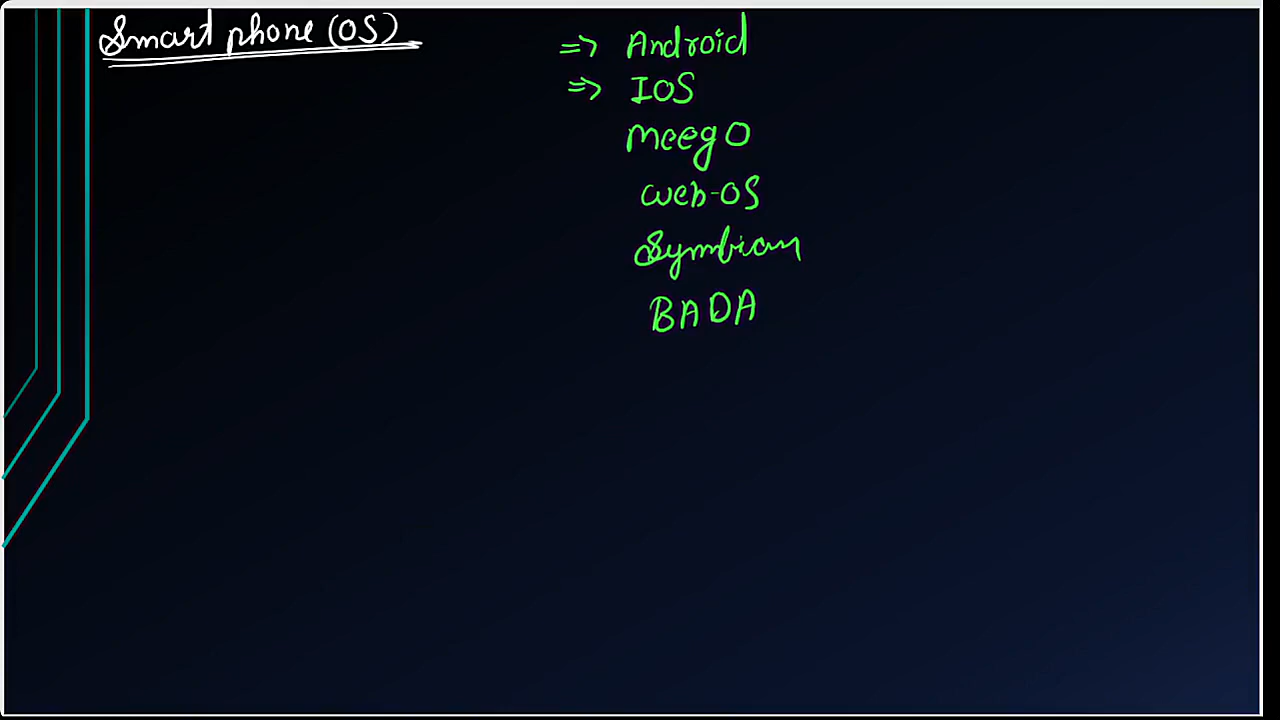 Smart phone (OS)
=> Android
=> IOS
MeegO
Web-OS
Symbian
BADA